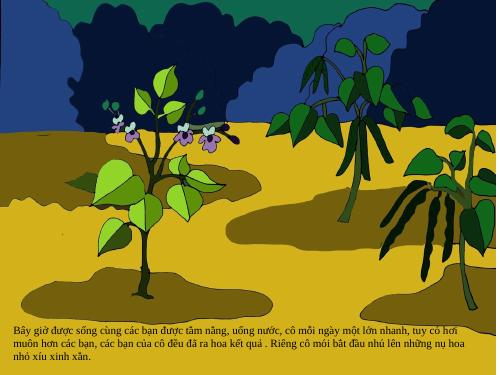 Bây giờ được sống cùng các bạn được tắm nắng, uống nước, cô mỗi ngày một lớn nhanh, tuy có hơi
muôn hơn các bạn, các bạn của cô đều đã ra hoa kết quả . Riêng cô mói bắt đầu nhú lên những nụ hoa
nhỏ xíu xinh xắn.